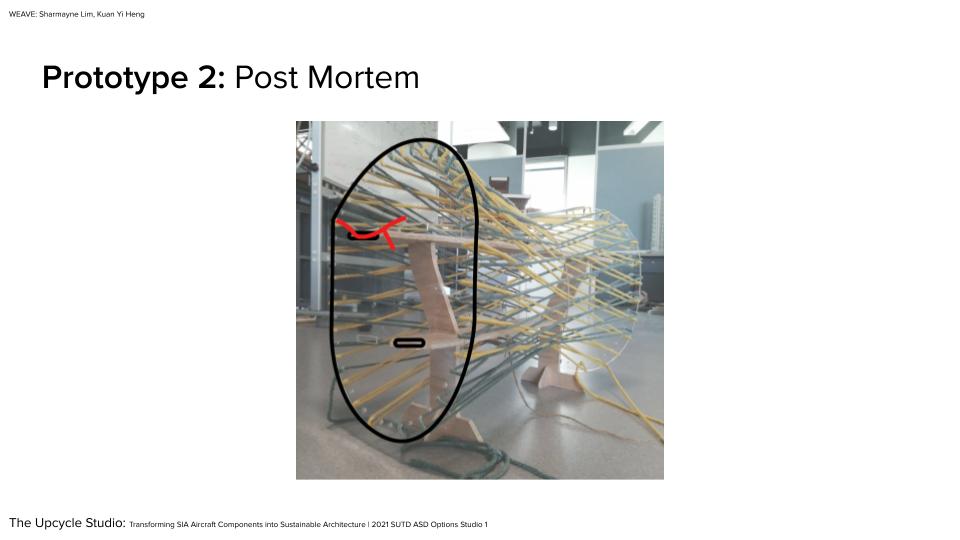 WEAVE: Sharmayne Lim, Kuan Yi Heng
Prototype 2: Post Mortem
The Upcycle Studio: Transforming SIA Aircraft Components into Sustainable Architecture | 2021 SUTD ASD Options Studio 1